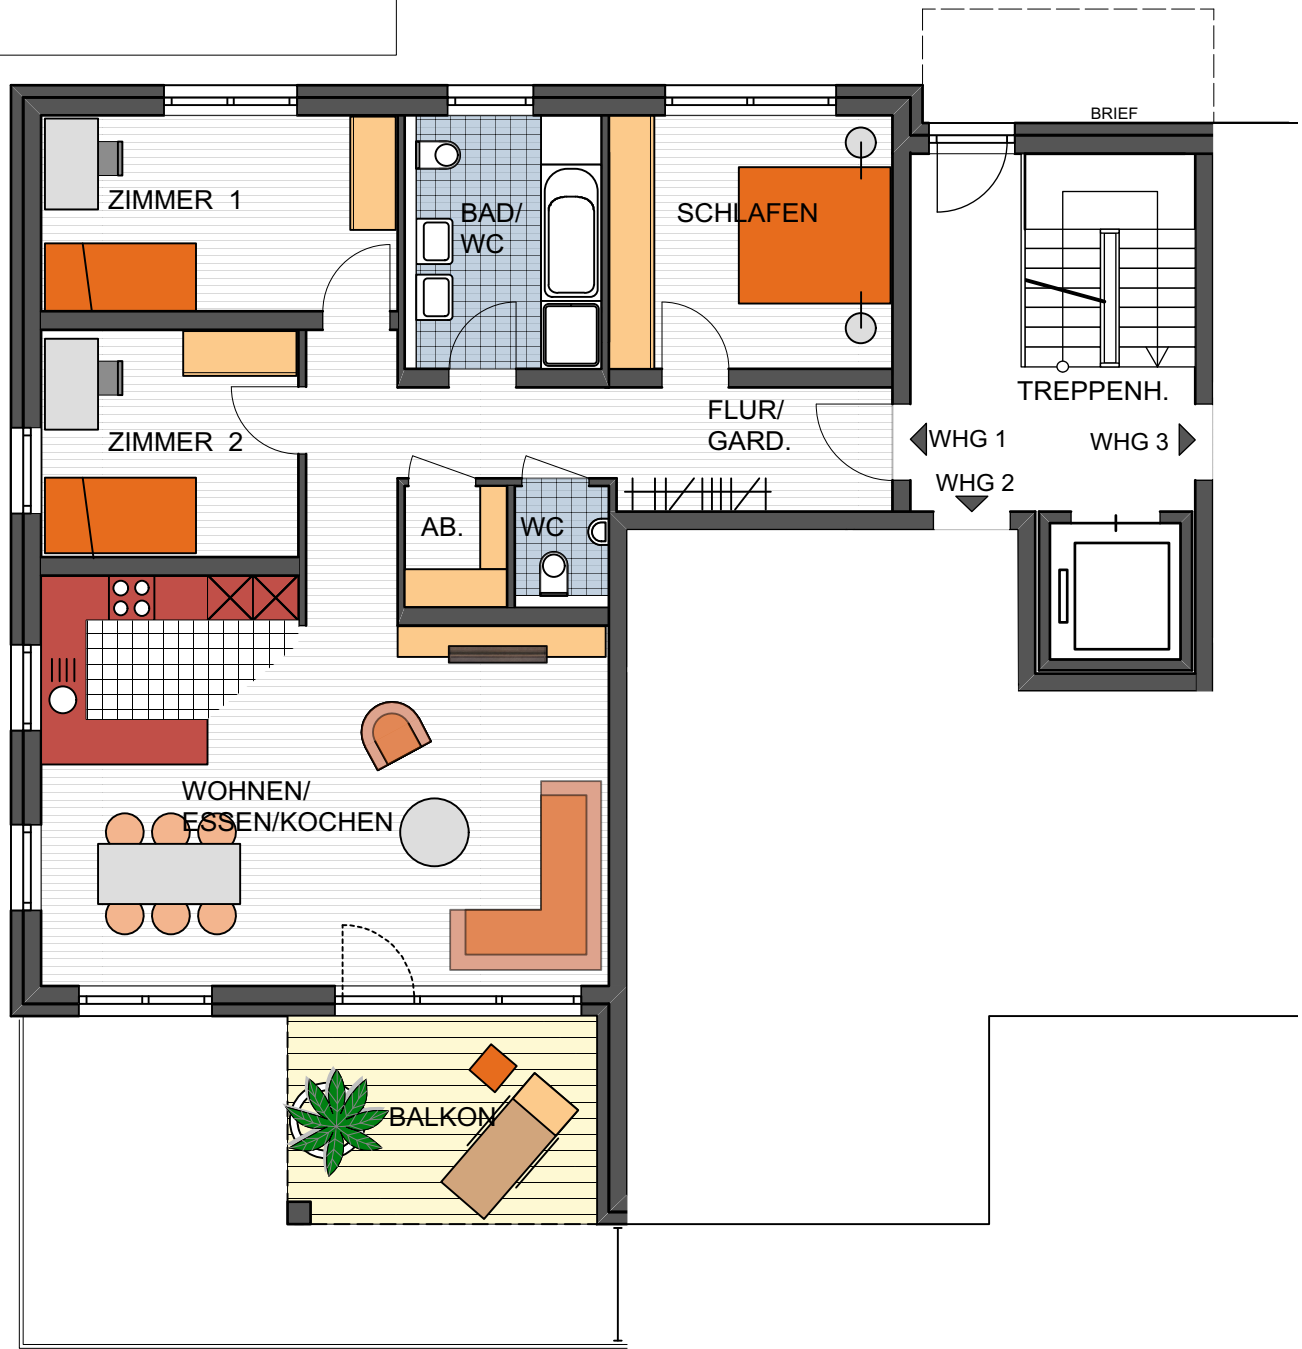 BRIEF
ZIMMER 1
BAD/
WC
SCHLAFEN
TREPPENH.
FLUR/
GARD.
WHG 1
WHG 3
WHG 2
ZIMMER 2
AB.
WC
WOHNEN/
ESSEN/KOCHEN
BALKON